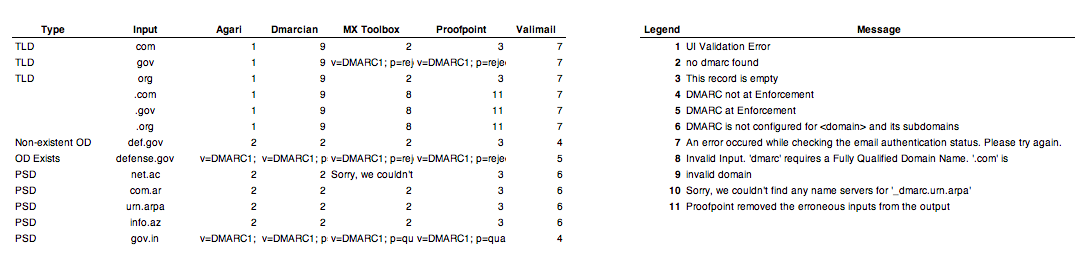 Type Input Agari Dmarcian MX Toolbox Proofpoint Valimail Legend Message
TLD com 1 9 2 3 7 1 UI Validation Error
TLD gov 1 9 v=DMARC1; p=rej v=DMARC1; p=reje 7 2 no dmarc found
TLD org 1 9 2 3 7 3 This record is empty
.com 1 9 8 11 7 4 DMARC not at Enforcement
.gov 1 9 8 11 7 5 DMARC at Enforcement
.org 1 9 8 11 7 6 DMARC is not configured for <domain> and its subdomains
Non-existent OD def.gov 2 2 2 3 4 7 An error occured while checking the email authentication status. Please try again.
OD Exists defense.gov v=DMARC1; v=DMARC1; p v=DMARC1; p=rej v=DMARC1; p=reje 5 8 Invalid Input. 'dmarc' requires a Fully Qualified Domain Name. '.com' is
PSD net.ac 2 2 Sorry, we couldn't 3 6 9 invalid domain
PSD com.ar 2 2 2 3 6 10 Sorry, we couldn't find any name servers for '_dmarc.urn.arpa'
PSD urn.arpa 2 2 2 3 6 11 Proofpoint removed the erroneous inputs from the output
PSD info.az 2 2 2 3 6
PSD gov.in v=DMARC1; v=DMARC1; p v=DMARC1; p=qu v=DMARC1; p=qua 4